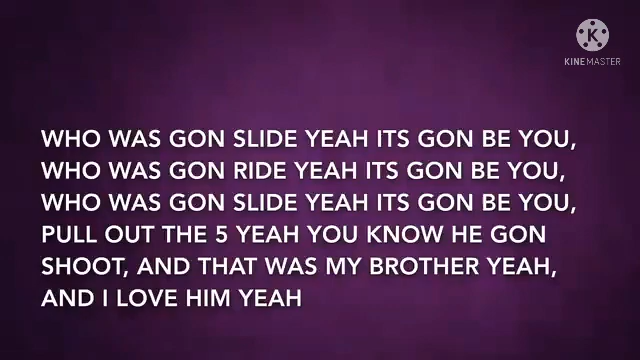 K
KINEMASTER
WHO WAS GON SLIDE YEAH ITS GON BE YOU,
WHO WAS GON RIDE YEAH ITS GON BE YOU,
WHO WAS GON SLIDE YEAH ITS GON BE YOU,
PULL OUT THE 5 YEAH YOU KNOW HE GON
SHOOT, AND THAT WAS MY BROTHER YEAH,
AND I LOVE HIM YEAH